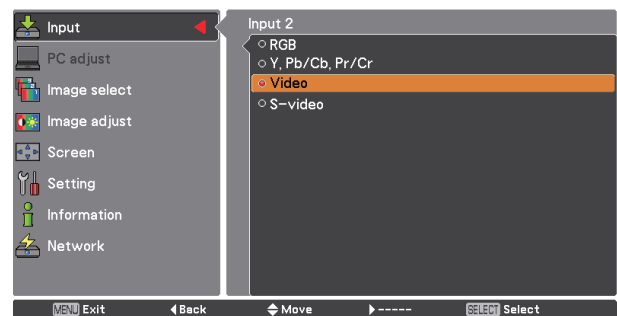 Input
PC adjust
Image select
Image adjust
Screen
Setting
Information
Network
Input 2
RGB
Y, Pb/Cb, Pr/Cr
Video
S-video
MENU Exit Back Move ----- SELECT Select